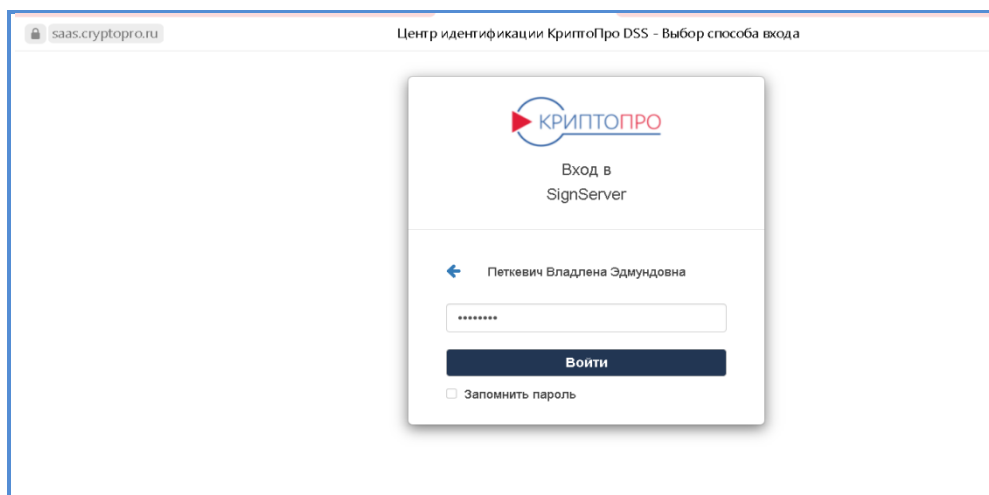 saas.cryptopro.ru
Центр идентификации КриптоПро DSS - Выбор способа входа
КРИПТОПРО
Вход в
SignServer
Петкевич Владлена Эдмундовна
••••••••
Войти
Запомнить пароль